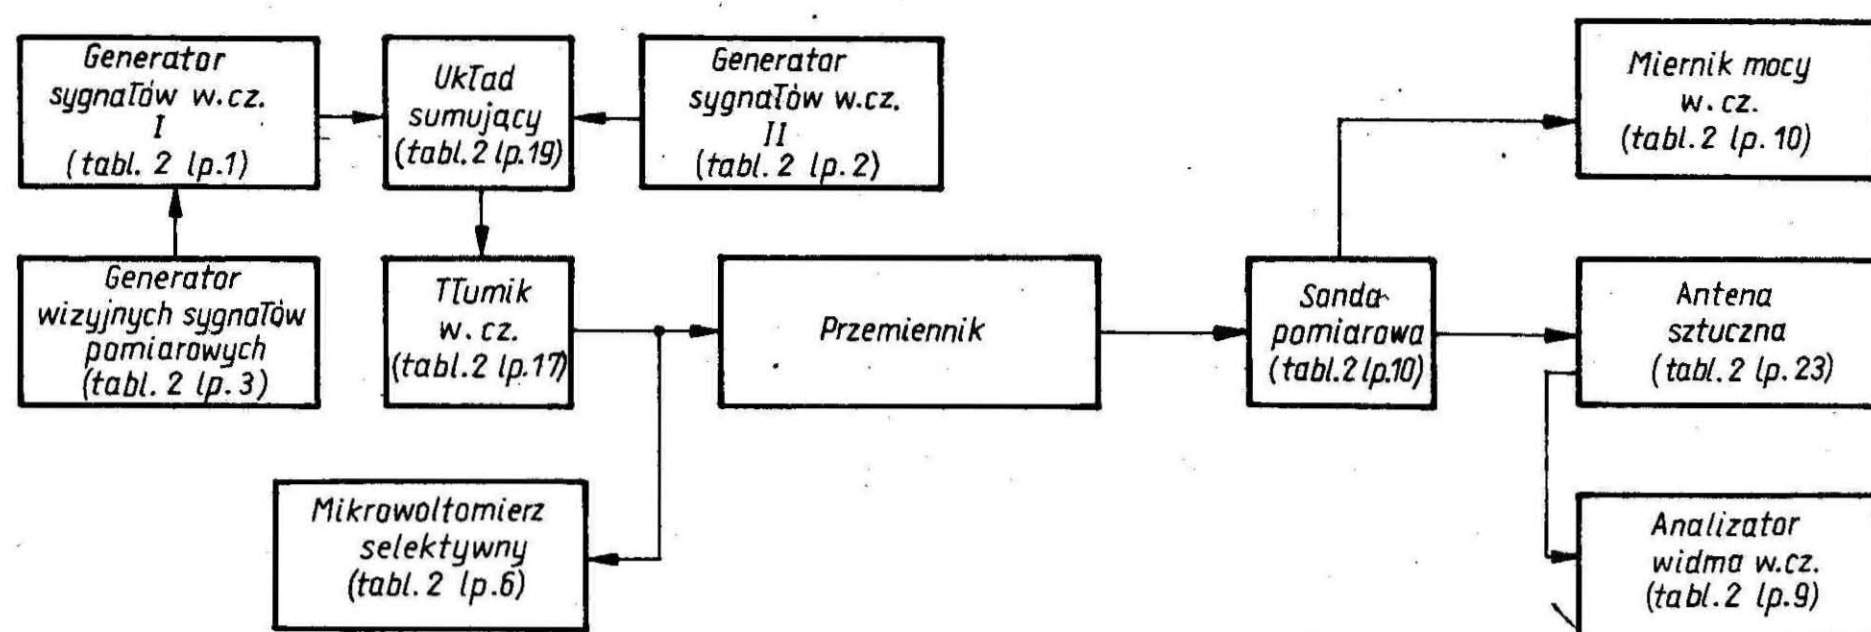 Generator
sygnałów w.cz.
I
(tabl. 2 lp.1)
Układ
sumujący
(tabl.2 lp.19)
Generator
sygnałów w.cz.
II
(tabl. 2 lp. 2)
Miernik mocy
w. cz.
(tabl.2 lp. 10)
Generator
wizyjnych sygnałów
pomiarowych
(tabl. 2 lp. 3)
Tłumik
w. cz.
(tabl.2 lp.17)
Przemiennik
Sonda
pomiarowa
(tabl.2 lp.10)
Antena
sztuczna
(tabl. 2 lp. 23)
Mikrowoltomierz
selektywny
(tabl. 2 lp.6)
Analizator
widma w.cz.
(tabl. 2 lp.9)